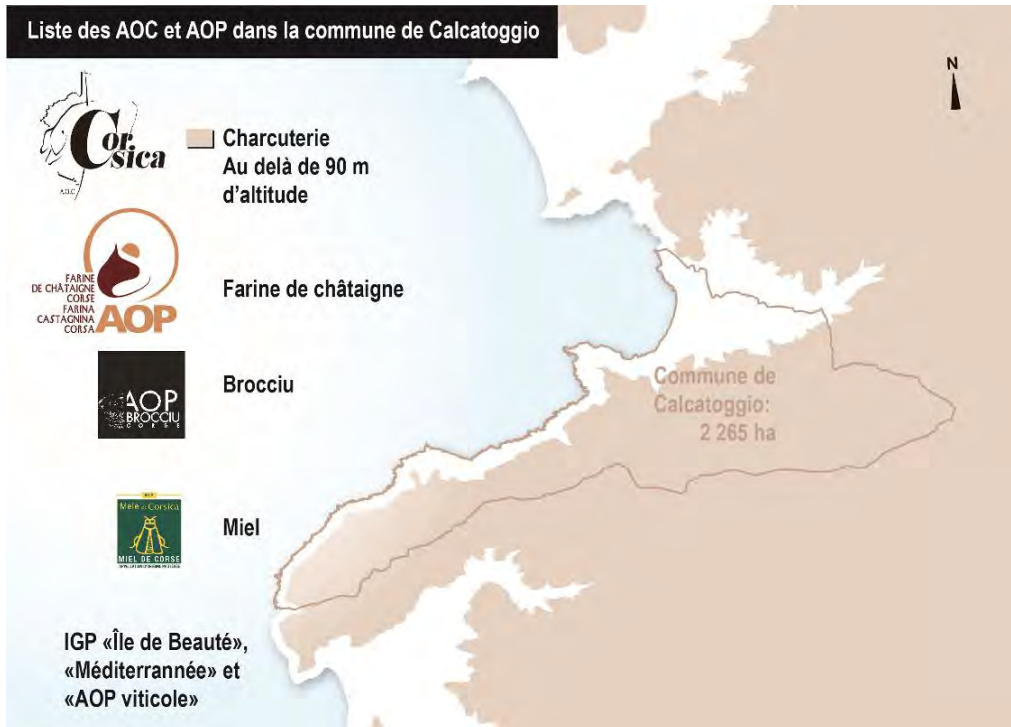 Liste des AOC et AOP dans la commune de Calcatoggio
N
Corsica
A.O.C
Charcuterie
Au delà de 90 m
d'altitude
FARINE
DE CHÂTAIGNE
CORSE
FARINA
CASTAGNINA
CORSA
AOP
Farine de châtaigne
AOP
BROCCIU
CORSE
Brocciu
Commune de
Calcatoggio:
2 265 ha
Mele di Corsica
MIEL DE CORSE
Miel
IGP «Île de Beauté»,
«Méditerrannée» et
«AOP viticole»